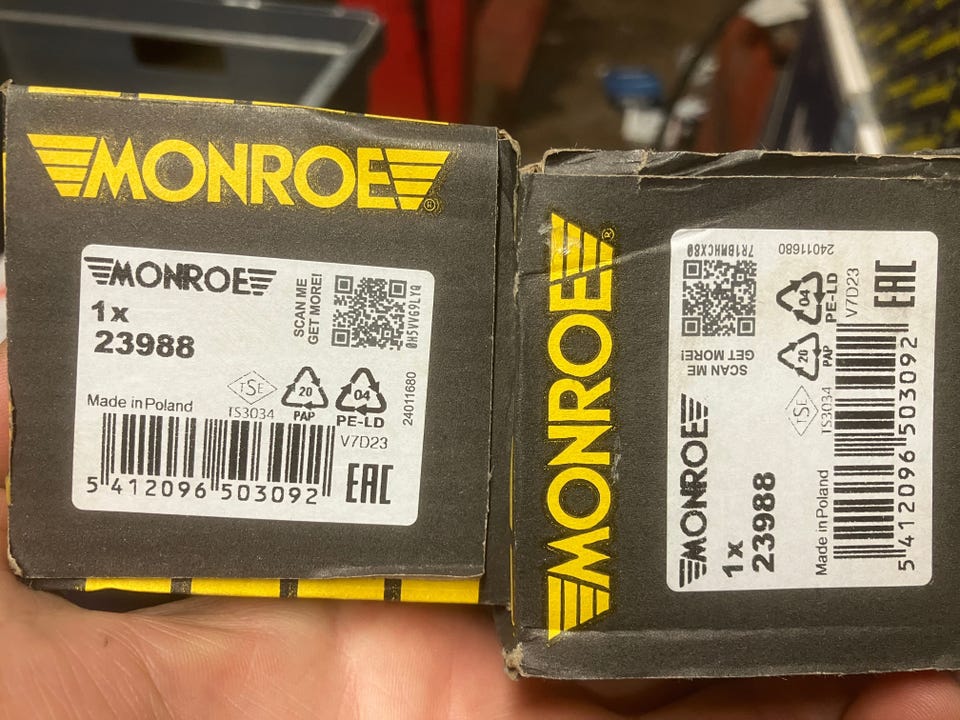 MONROE®
MONROE
1x
23988
SCAN ME
GET MORE!
0H5VVG9LYQ
TSE
TS3034
20
PAP
04
PE-LD
24011680
Made in Poland
V7D23
5 412096 503092
EAC
MONROE®
MONROE
1x
23988
SCAN ME
GET MORE!
7R1BMHCX80
TSE
TS3034
20
PAP
04
PE-LD
24011680
Made in Poland
V7D23
5 412096 503092
EAC